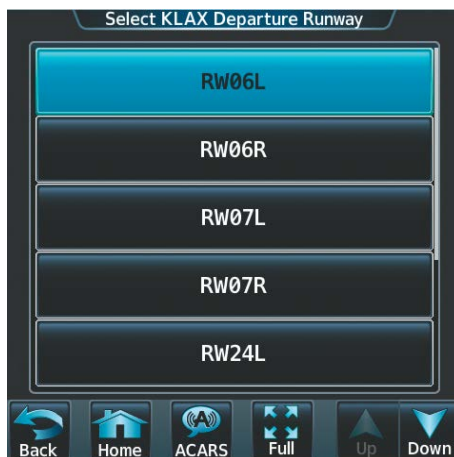 Select KLAX Departure Runway
RW06L
RW06R
RW07L
RW07R
RW24L
Back Home ACARS Full Up Down